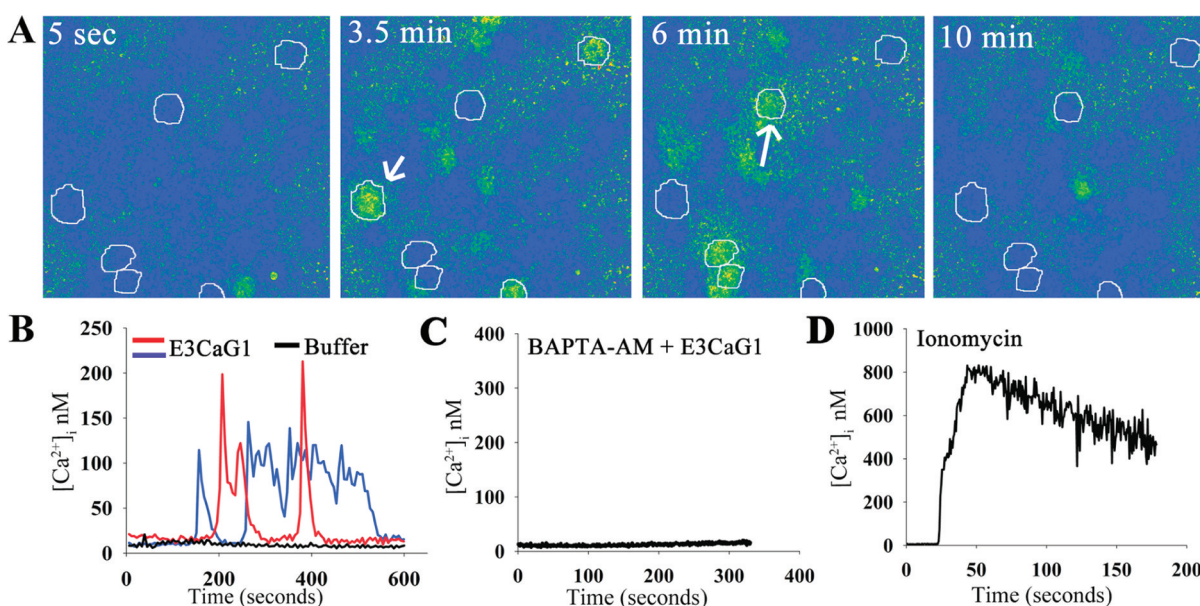 A
5 sec
3.5 min
6 min
10 min
B
250
200
150
100
50
0
[Ca²⁺]ᵢ nM
E3CaG1
Buffer
0
200
400
600
Time (seconds)
C
400
300
200
100
0
[Ca²⁺]ᵢ nM
BAPTA-AM + E3CaG1
0
100
200
300
400
Time (seconds)
D
1000
800
600
400
200
0
[Ca²⁺]ᵢ nM
Ionomycin
0
50
100
150
200
Time (seconds)